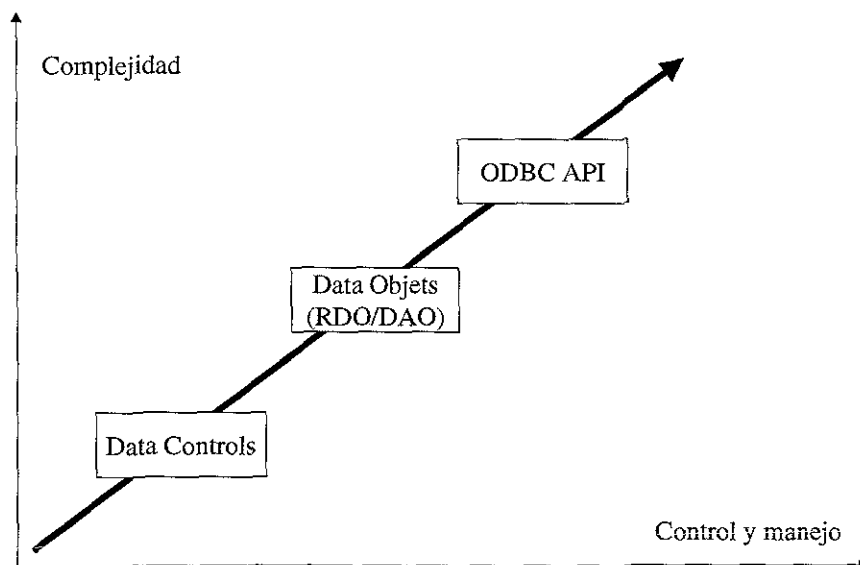 Complejidad
ODBC API
Data Objets
(RDO/DAO)
Data Controls
Control y manejo